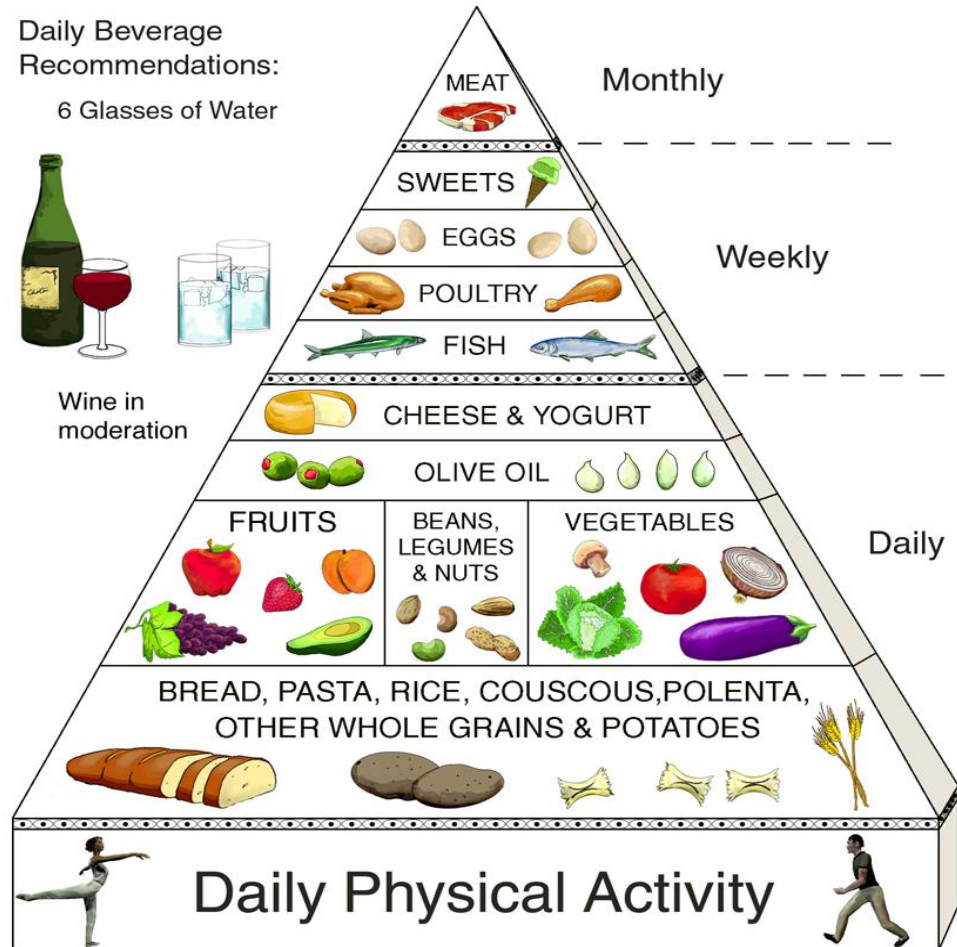 Daily Beverage
Recommendations:
6 Glasses of Water
Wine in
moderation
MEAT
Monthly
SWEETS
EGGS
Weekly
POULTRY
FISH
CHEESE & YOGURT
OLIVE OIL
FRUITS
BEANS,
LEGUMES
& NUTS
VEGETABLES
Daily
BREAD, PASTA, RICE, COUSCOUS,POLENTA,
OTHER WHOLE GRAINS & POTATOES
Daily Physical Activity